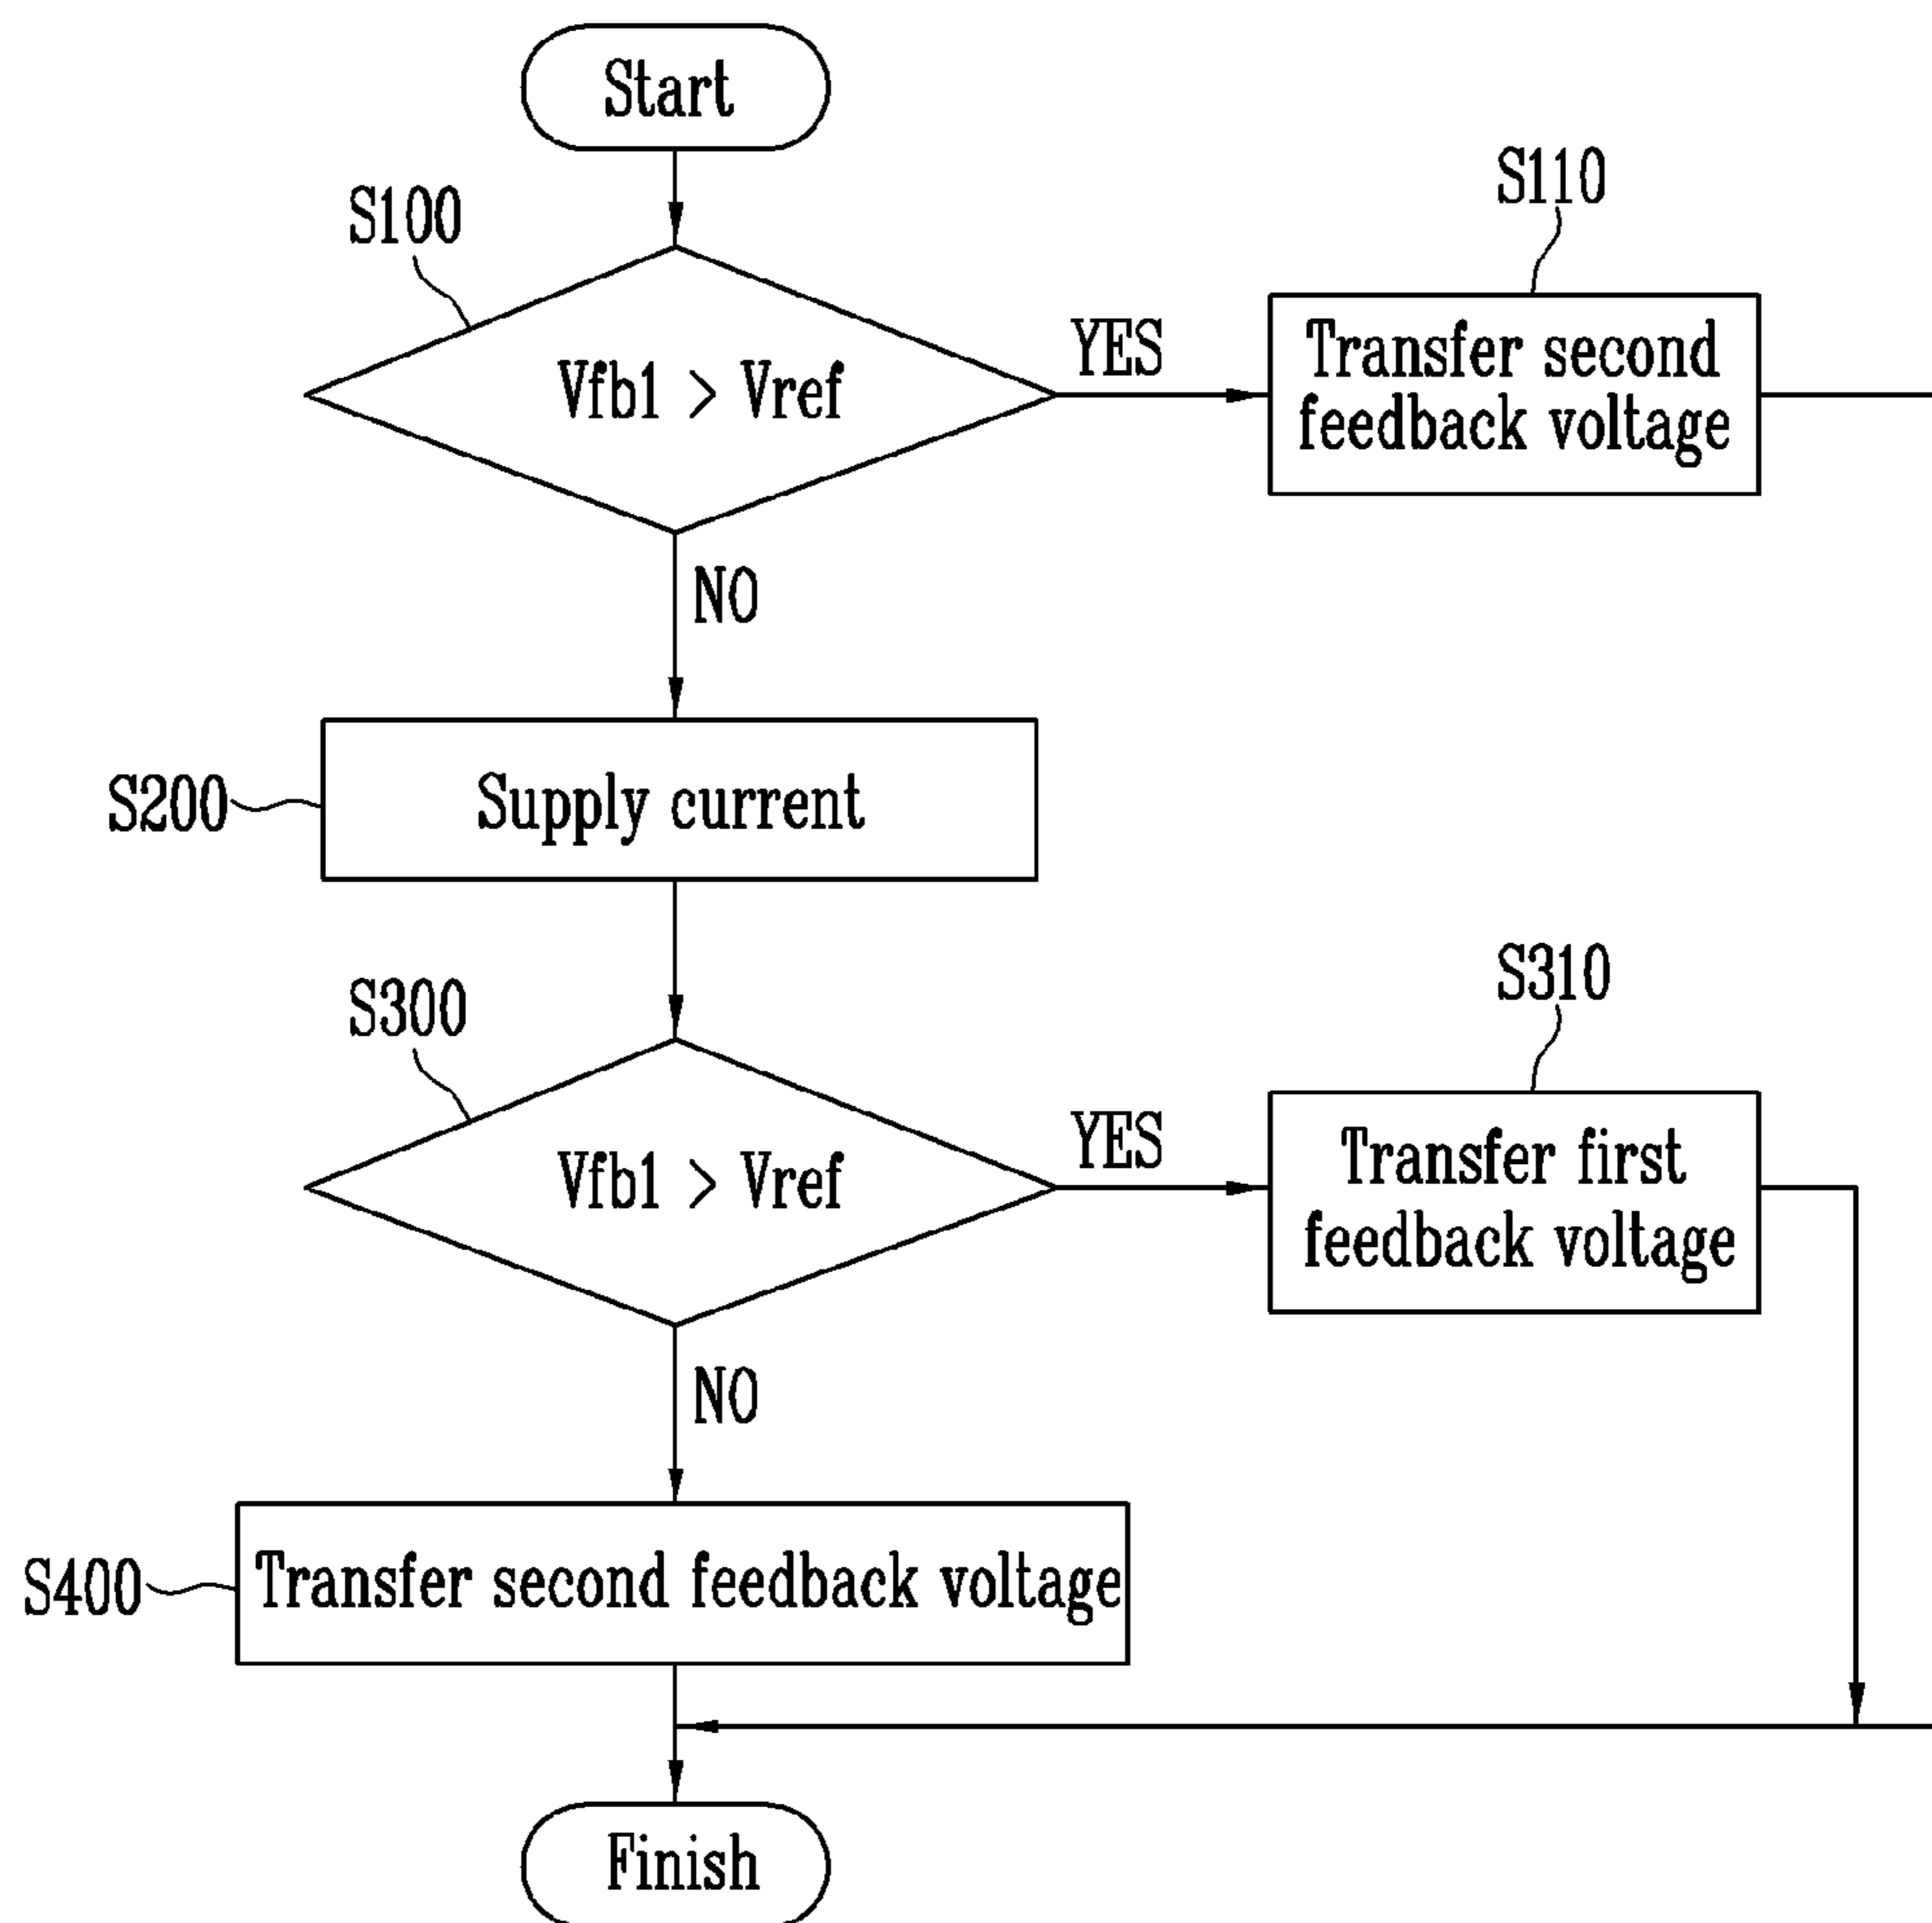 Start
S100
S110
Vfb1 > Vref
YES
Transfer second
feedback voltage
NO
S200
Supply current
S300
S310
Vfb1 > Vref
YES
Transfer first
feedback voltage
NO
S400
Transfer second feedback voltage
Finish